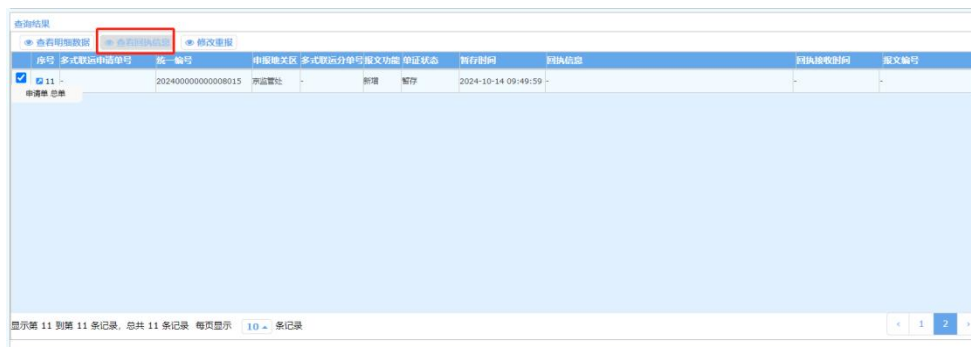 查询结果
查看明细数据 查看回执信息 修改重报
序号 多式联运申请单号 统一编号 申报地关区 多式联运分单号 报文功能 单证状态 暂存时间 回执信息 回执接收时间 报文编号
11 - 202400000000008015 京监管处 - 新增 暂存 2024-10-14 09:49:59 - - -
申请单 总单
显示第 11 到第 11 条记录，总共 11 条记录 每页显示 10 条记录
‹ 1 2 ›